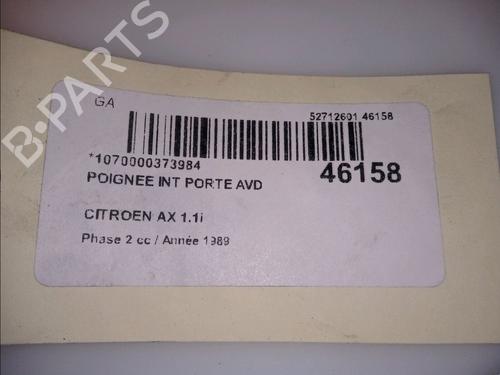 GA
52712601 46158
*1070000373984
46158
POIGNEE INT PORTE AVD
CITROEN AX 1.1i
Phase 2 cc / Année 1989
B-PARTS